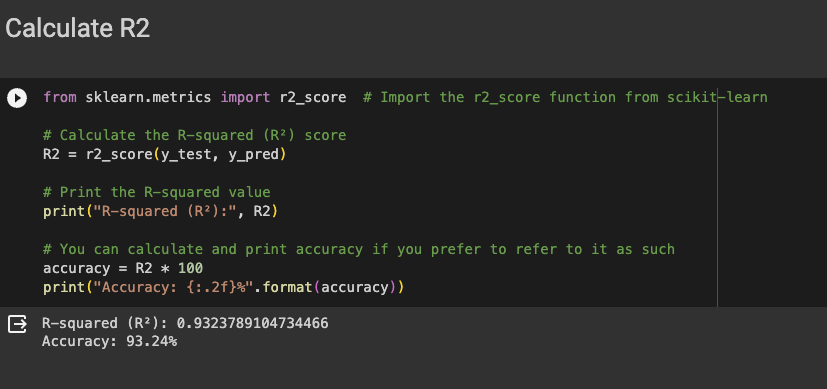 Calculate R2
from sklearn.metrics import r2_score  # Import the r2_score function from scikit-learn
# Calculate the R-squared (R²) score
R2 = r2_score(y_test, y_pred)
# Print the R-squared value
print("R-squared (R²):", R2)
# You can calculate and print accuracy if you prefer to refer to it as such
accuracy = R2 * 100
print("Accuracy: {:.2f}%".format(accuracy))
R-squared (R²): 0.9323789104734466
Accuracy: 93.24%